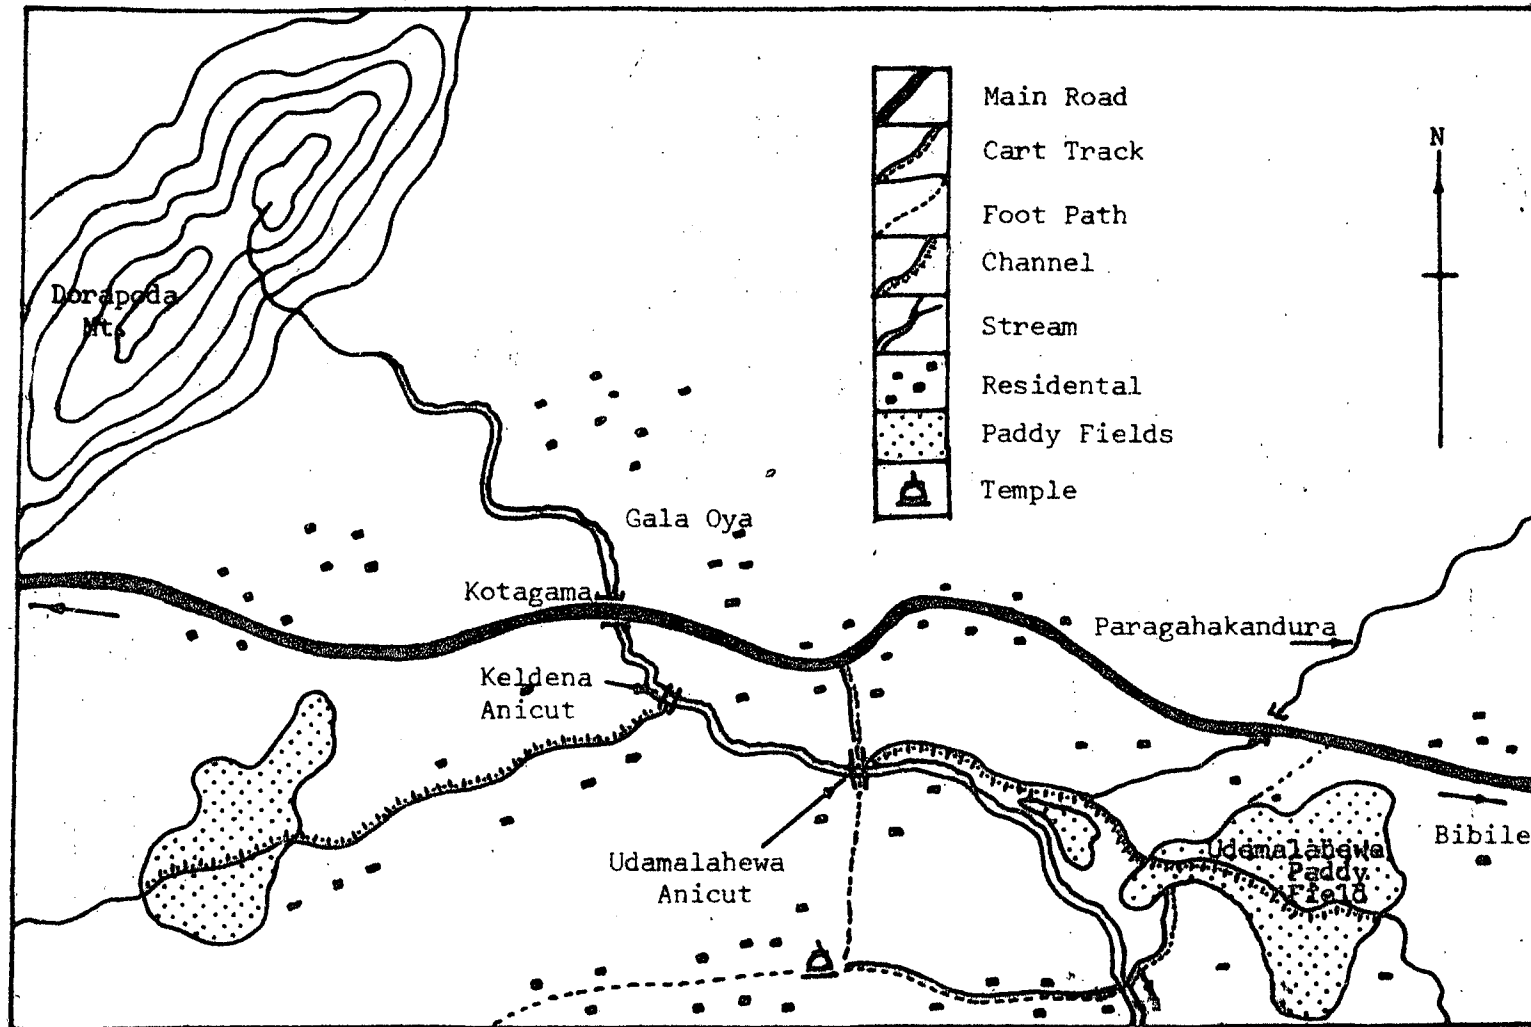 Main Road
Cart Track
N
Foot Path
Channel
Dorapoda
Mt.
Stream
Residental
Paddy Fields
Temple
Gala Oya
Kotagama
Paragahakandura
Keldena
Anicut
Bibile
Udamalahewa
Anicut
Udamalahewa
Paddy
Field